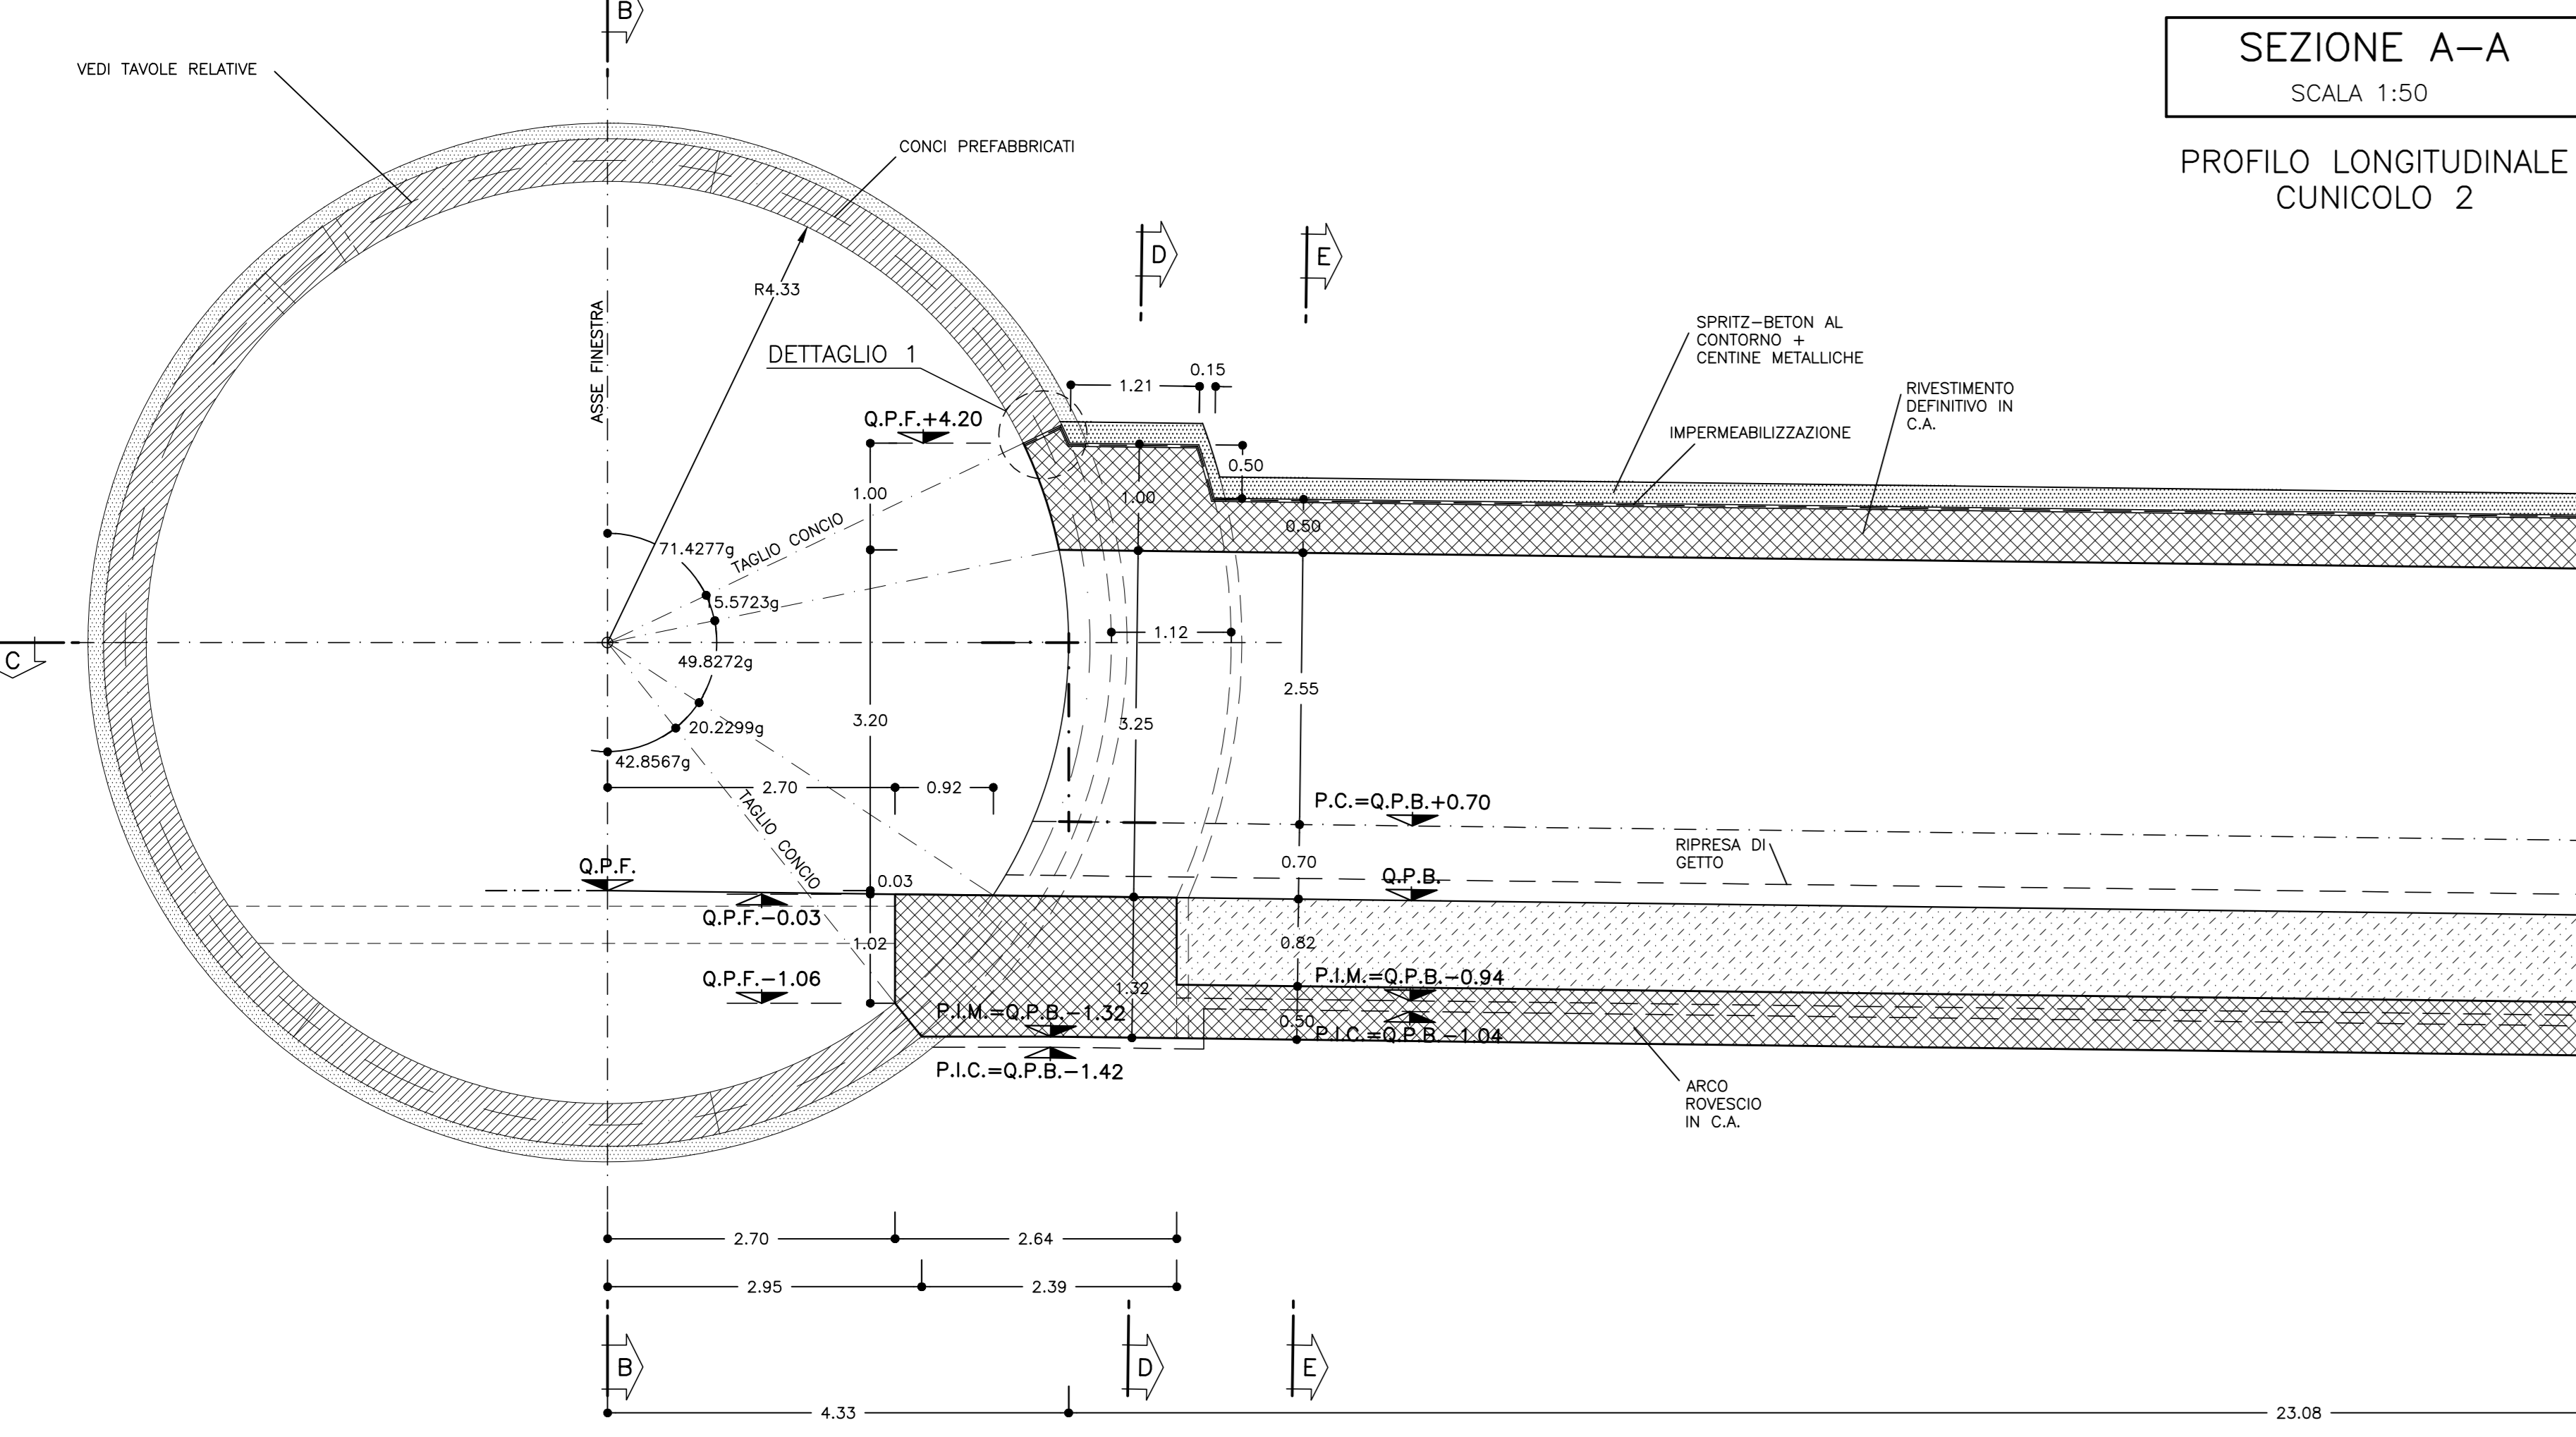 B
SEZIONE A-A
SCALA 1:50
PROFILO LONGITUDINALE
CUNICOLO 2
VEDI TAVOLE RELATIVE
CONCI PREFABBRICATI
D
E
R4.33
ASSE FINESTRA
DETTAGLIO 1
SPRITZ-BETON AL
CONTORNO +
CENTINE METALLICHE
0.15
1.21
RIVESTIMENTO
DEFINITIVO IN
C.A.
IMPERMEABILIZZAZIONE
Q.P.F.+4.20
0.50
1.00
1.00
0.50
TAGLIO CONCIO
71.4277g
15.5723g
1.12
C
49.8272g
2.55
3.20
3.25
20.2299g
42.8567g
2.70
0.92
TAGLIO CONCIO
P.C.=Q.P.B.+0.70
RIPRESA DI
GETTO
0.70
Q.P.F.
0.03
Q.P.B.
Q.P.F.-0.03
1.02
0.82
Q.P.F.-1.06
P.I.M.=Q.P.B.-0.94
1.32
P.I.M.=Q.P.B.-1.32
0.50
P.I.C.=Q.P.B.-1.04
P.I.C.=Q.P.B.-1.42
ARCO
ROVESCIO
IN C.A.
2.70
2.64
2.95
2.39
B
D
E
4.33
23.08